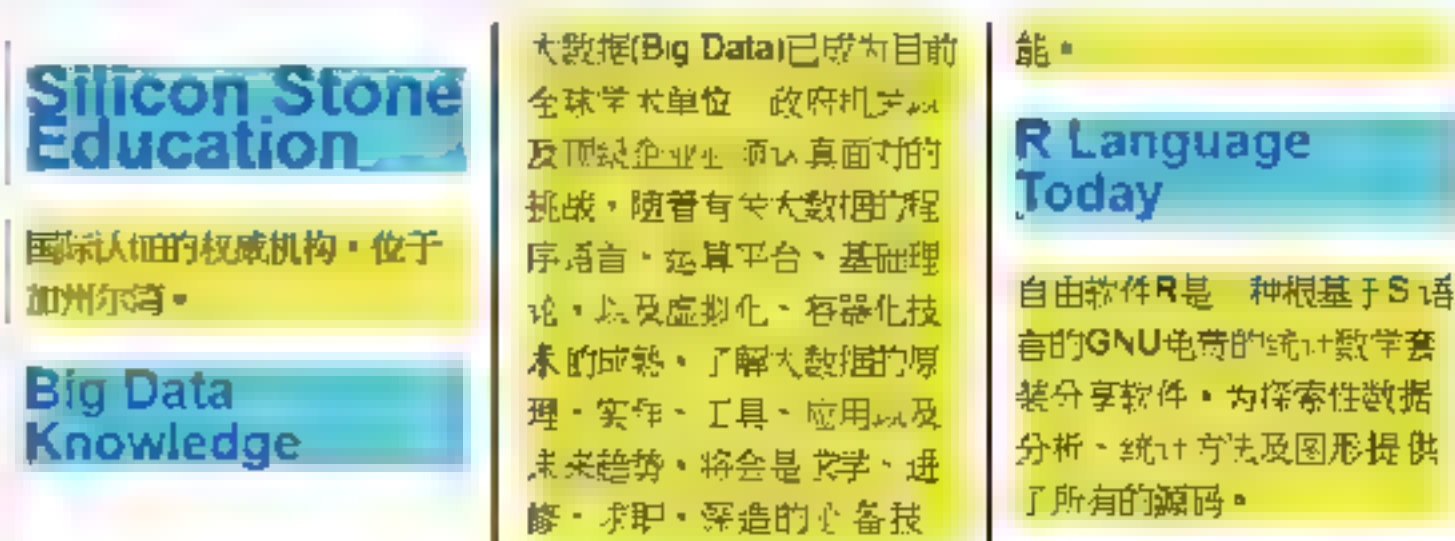 Silicon Stone
Education
国际认证的权威机构,位于
加州尔湾。
Big Data
Knowledge
大数据(Big Data)已成为目前
全球学术单位、政府机关以
及顶级企业必须认真面对的
挑战,随着有关大数据的程
序语言、运算平台、基础理
论,以及虚拟化、容器化技
术的成熟,了解大数据的原
理、实作、工具、应用以及
未来趋势,将会是求学、进
修、求职、深造的必备技
能。
R Language
Today
自由软件R是一种根基于S语
言的GNU免费的统计数学套
装分享软件,为探索性数据
分析、统计方法及图形提供
了所有的源码。